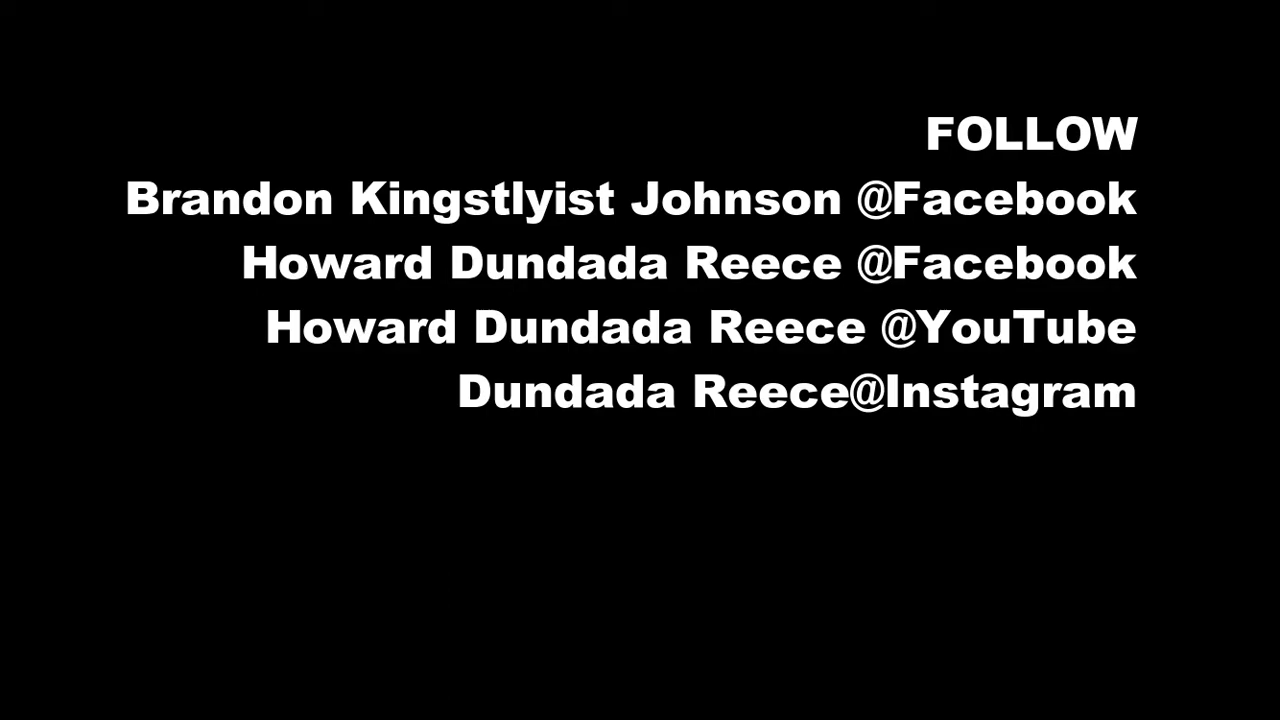 FOLLOW
Brandon Kingstlyist Johnson @Facebook
Howard Dundada Reece @Facebook
Howard Dundada Reece @YouTube
Dundada Reece@Instagram